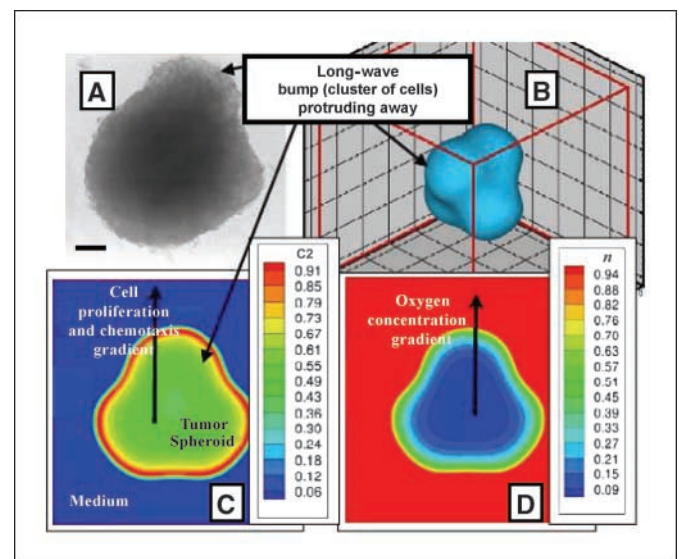 Long-wave
bump (cluster of cells)
protruding away
A
B
C2
0.91
0.85
0.79
0.73
0.67
0.61
0.55
0.49
0.43
0.36
0.30
0.24
0.18
0.12
0.06
Cell
proliferation
and chemotaxis
gradient
Tumor
Spheroid
Medium
C
n
0.94
0.88
0.82
0.76
0.70
0.63
0.57
0.51
0.45
0.39
0.33
0.27
0.21
0.15
0.09
Oxygen
concentration
gradient
D